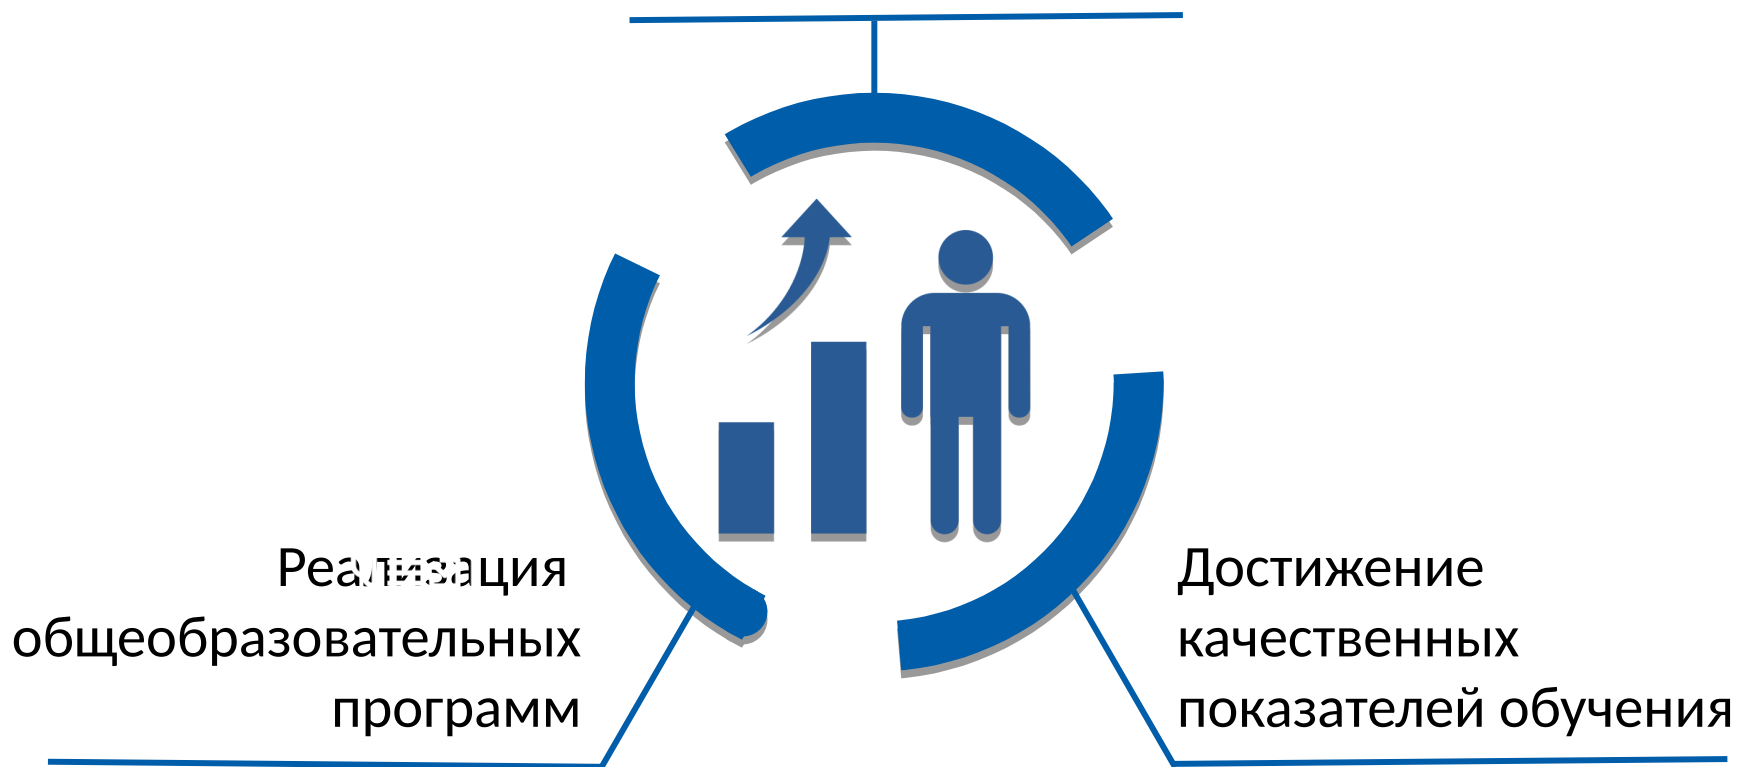 Реализация
общеобразовательных
программ
Достижение
качественных
показателей обучения